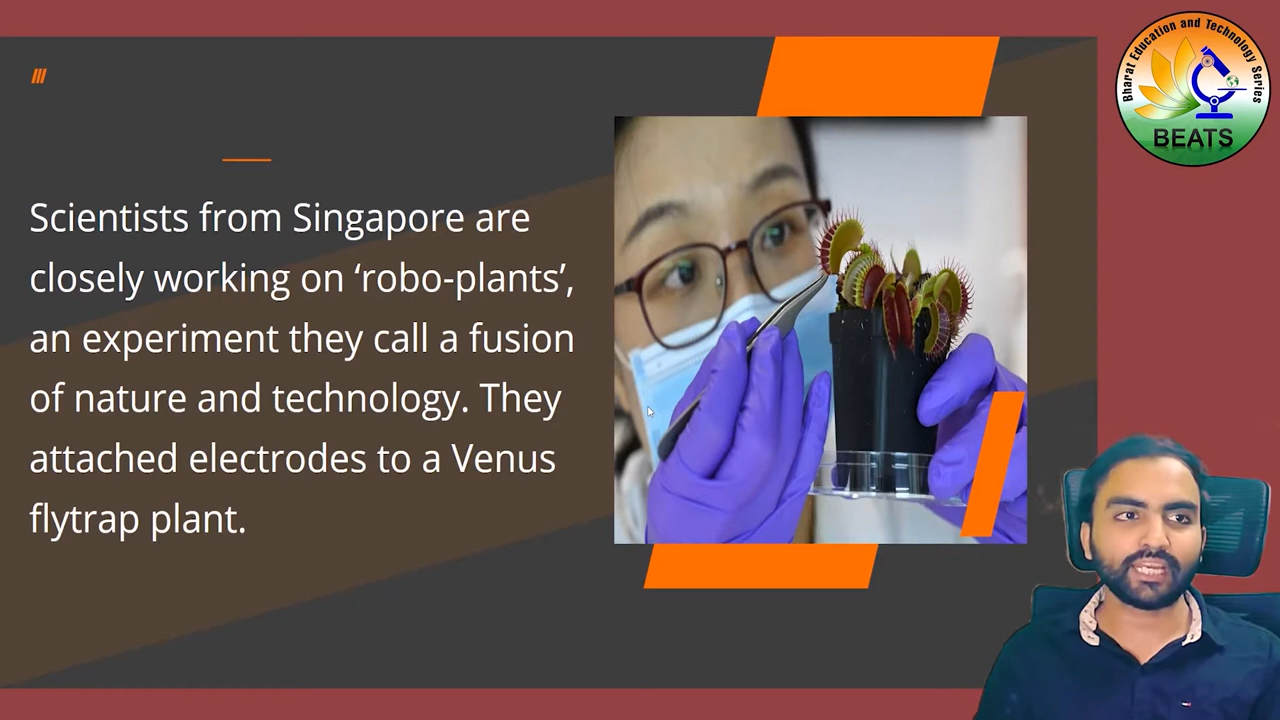 Bharat Education and Technology Series
BEATS
Scientists from Singapore are
closely working on ‘robo-plants’,
an experiment they call a fusion
of nature and technology. They
attached electrodes to a Venus
flytrap plant.